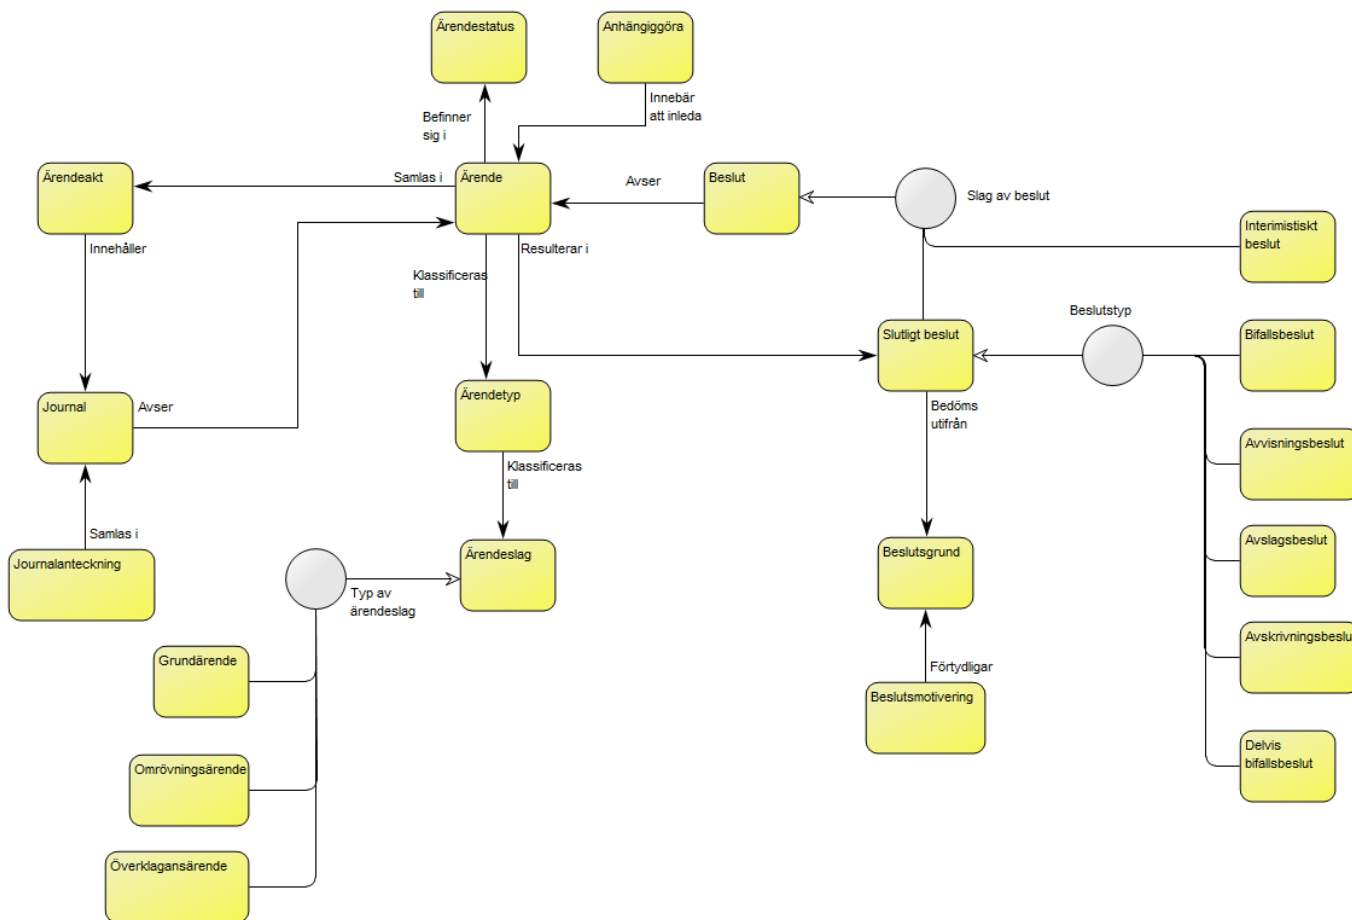 Ärendestatus
Anhängiggöra
Innebär
att inleda
Befinner
sig i
Ärendeakt
Samlas i
Ärende
Avser
Beslut
Slag av beslut
Interimistiskt
beslut
Innehåller
Resulterar i
Klassificeras
till
Beslutstyp
Slutligt beslut
Bifallsbeslut
Journal
Avser
Ärendetyp
Bedöms
utifrån
Avvisningsbeslut
Klassificeras
till
Samlas i
Journalanteckning
Ärendeslag
Beslutsgrund
Avslagsbeslut
Typ av
ärendeslag
Grundärende
Förtydligar
Avskrivningsbeslu
Beslutsmotivering
Omrövningsärende
Delvis
bifallsbeslut
Överklagansärende